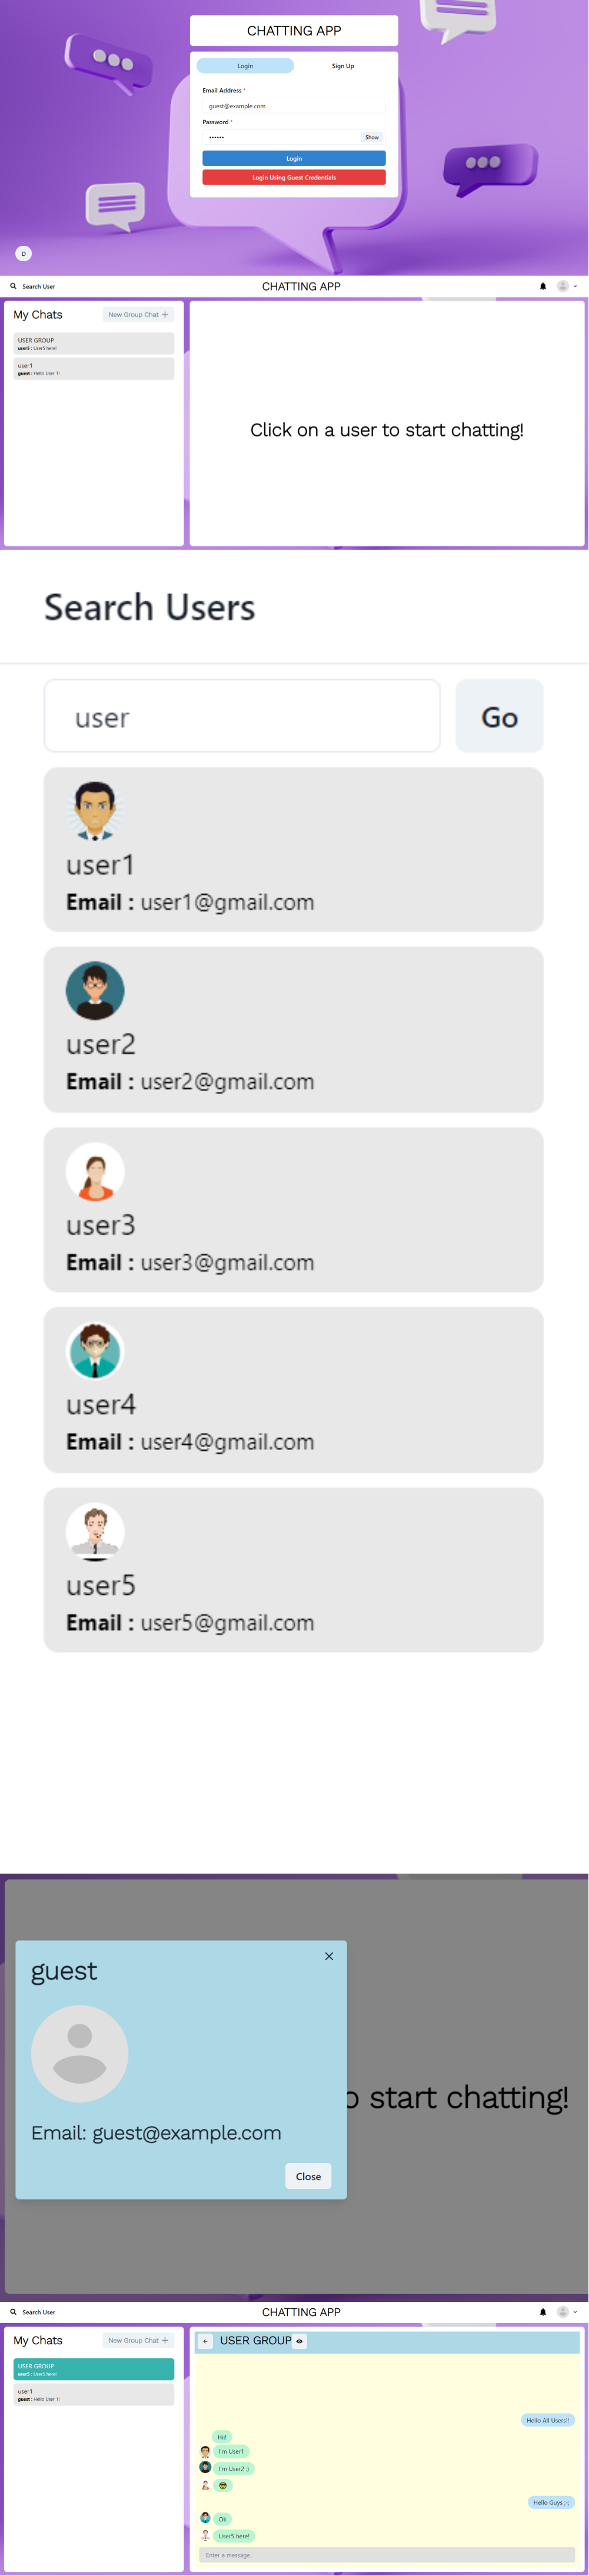 CHATTING APP
Login
Sign Up
Email Address *
guest@example.com
Password *
••••••
Show
Login
Login Using Guest Credentials
D
Search User
CHATTING APP
My Chats
New Group Chat +
USER GROUP
user5 : User5 here!
user1
guest : Hello User 1!
Click on a user to start chatting!
Search Users
user
Go
user1
Email : user1@gmail.com
user2
Email : user2@gmail.com
user3
Email : user3@gmail.com
user4
Email : user4@gmail.com
user5
Email : user5@gmail.com
guest
Email: guest@example.com
Close
o start chatting!
Search User
CHATTING APP
My Chats
New Group Chat +
USER GROUP
user5 : User5 here!
user1
guest : Hello User 1!
USER GROUP
Hello All Users!!
Hi!
I'm User1
I'm User2 :)
Hello Guys ;-;
Ok
User5 here!
Enter a message..